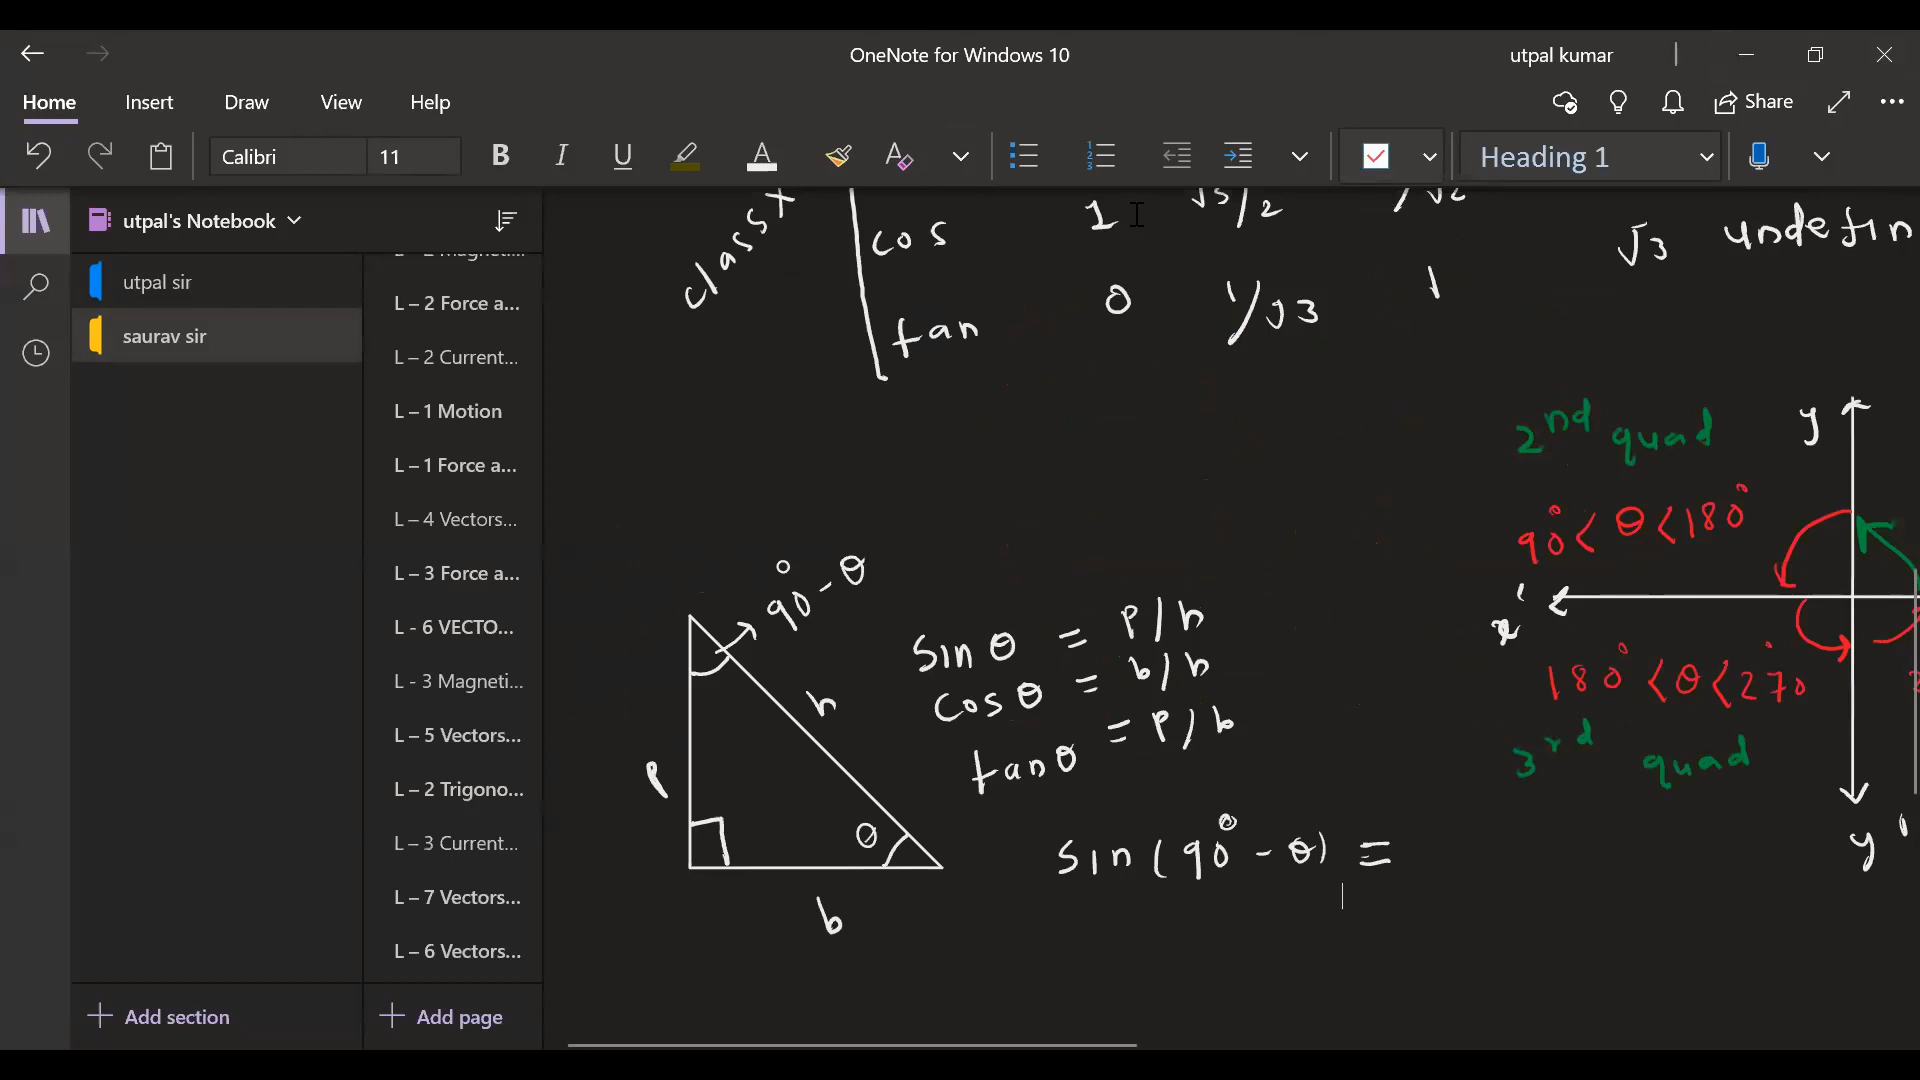 OneNote for Windows 10
utpal kumar
Home Insert Draw View Help
Share
Calibri 11 B I U A A Heading 1
utpal's Notebook
utpal sir
saurav sir
L – 2 Force a...
L – 2 Current...
L – 1 Motion
L – 1 Force a...
L – 4 Vectors...
L – 3 Force a...
L - 6 VECTO...
L - 3 Magneti...
L – 5 Vectors...
L – 2 Trigono...
L – 3 Current...
L – 7 Vectors...
L – 6 Vectors...
Add section
Add page
class X
cos 1 √3/2 1/√2
√3 undefin
tan 0 1/√3 1
2nd quad
y
90° < θ < 180°
x'
180° < θ < 270°
3rd quad
y'
90° - θ
h
p
θ
b
sin θ = p/h
cos θ = b/h
tan θ = p/b
sin (90° - θ) =